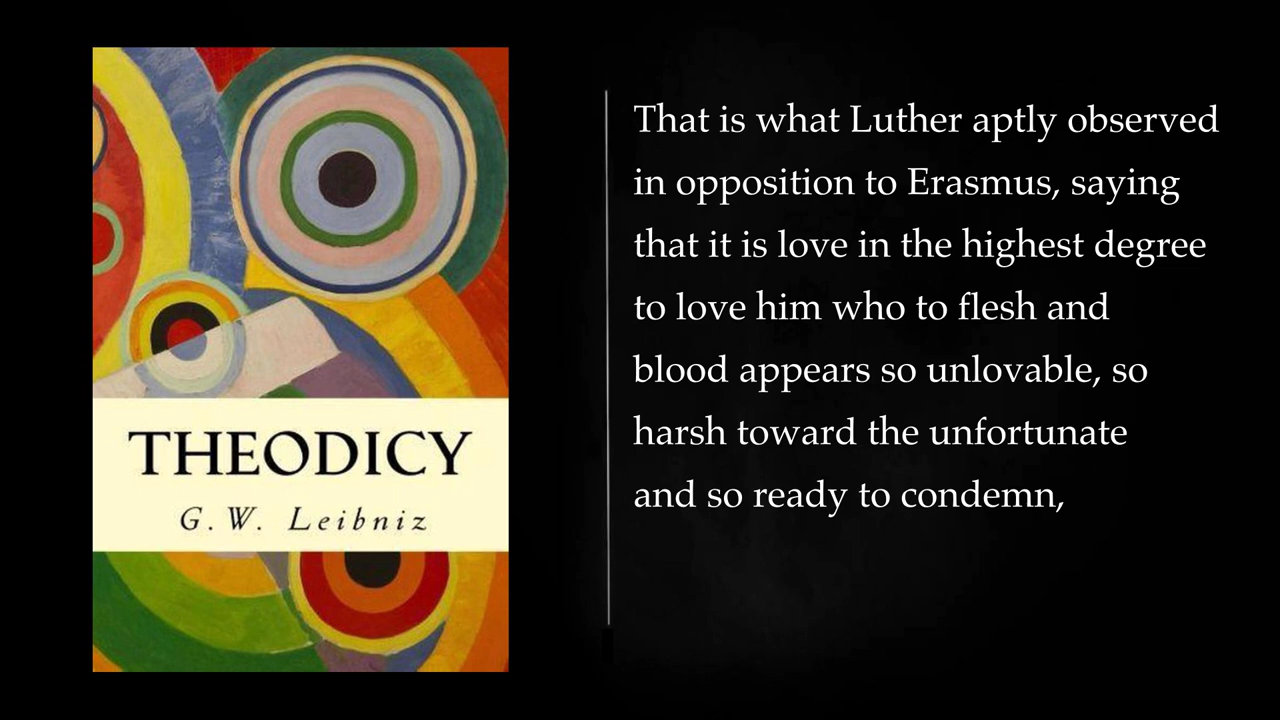 THEODICY
G. W. Leibniz
That is what Luther aptly observed
in opposition to Erasmus, saying
that it is love in the highest degree
to love him who to flesh and
blood appears so unlovable, so
harsh toward the unfortunate
and so ready to condemn,